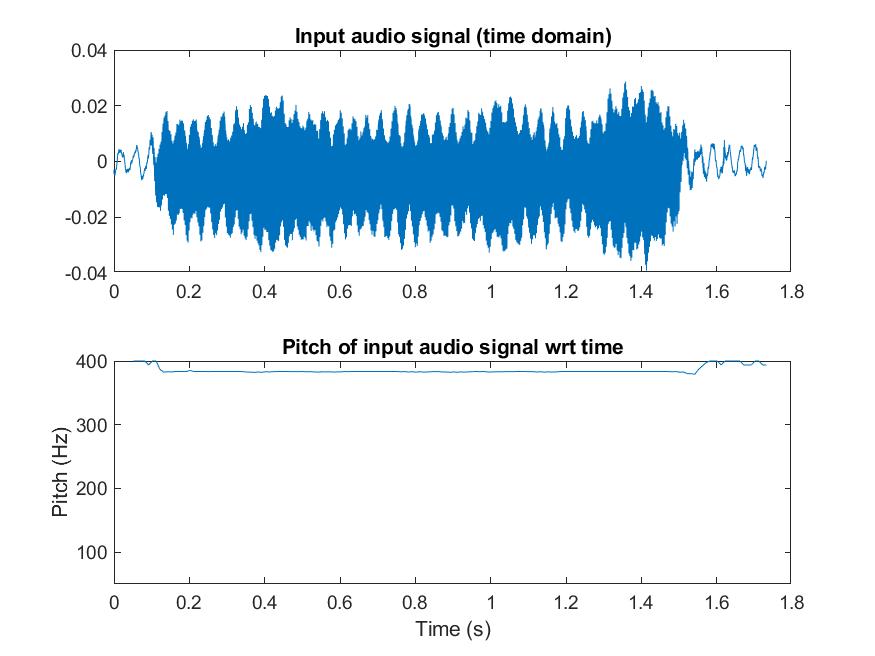 Input audio signal (time domain)
0.04
0.02
0
-0.02
-0.04
0 0.2 0.4 0.6 0.8 1 1.2 1.4 1.6 1.8
Pitch of input audio signal wrt time
400
300
200
100
Pitch (Hz)
0 0.2 0.4 0.6 0.8 1 1.2 1.4 1.6 1.8
Time (s)